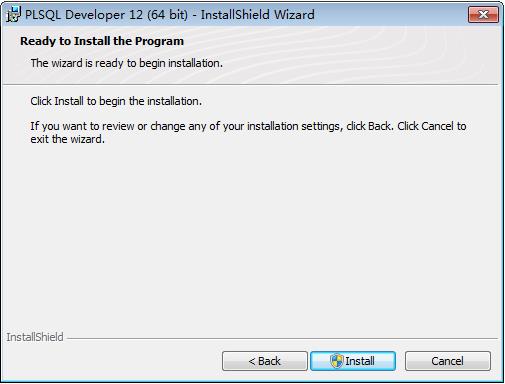 PLSQL Developer 12 (64 bit) - InstallShield Wizard
Ready to Install the Program
The wizard is ready to begin installation.
Click Install to begin the installation.
If you want to review or change any of your installation settings, click Back. Click Cancel to
exit the wizard.
InstallShield
< Back
Install
Cancel